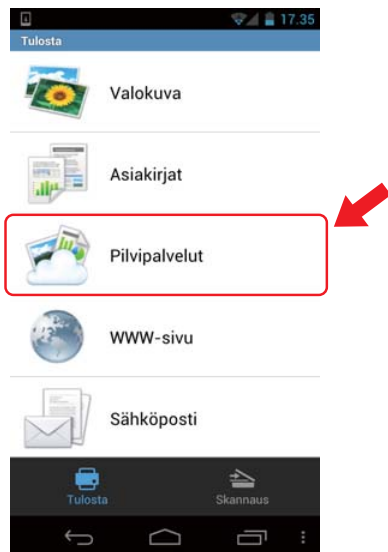 17.35
Tulosta
Valokuva
Asiakirjat
Pilvipalvelut
WWW-sivu
Sähköposti
Tulosta
Skannaus